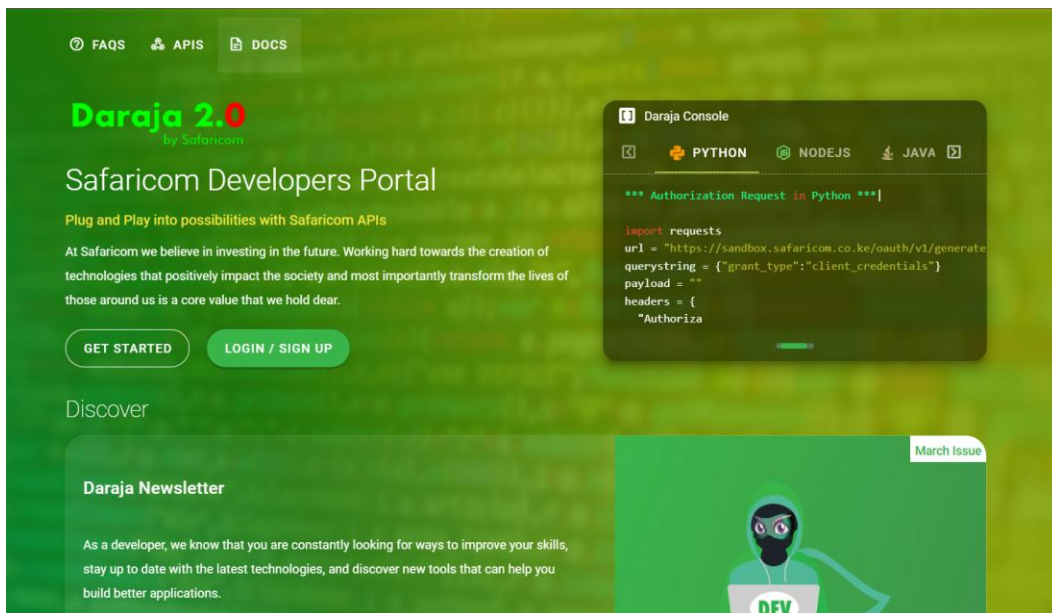 FAQS APIS DOCS
Daraja 2.0
by Safaricom
Safaricom Developers Portal
Plug and Play into possibilities with Safaricom APIs
At Safaricom we believe in investing in the future. Working hard towards the creation of
technologies that positively impact the society and most importantly transform the lives of
those around us is a core value that we hold dear.
GET STARTED LOGIN / SIGN UP
Daraja Console
PYTHON NODEJS JAVA
*** Authorization Request in Python ***|
import requests
url = "https://sandbox.safaricom.co.ke/oauth/v1/generate
querystring = {"grant_type":"client_credentials"}
payload = ""
headers = {
"Authoriza
Discover
March Issue
Daraja Newsletter
As a developer, we know that you are constantly looking for ways to improve your skills,
stay up to date with the latest technologies, and discover new tools that can help you
build better applications.
DEV